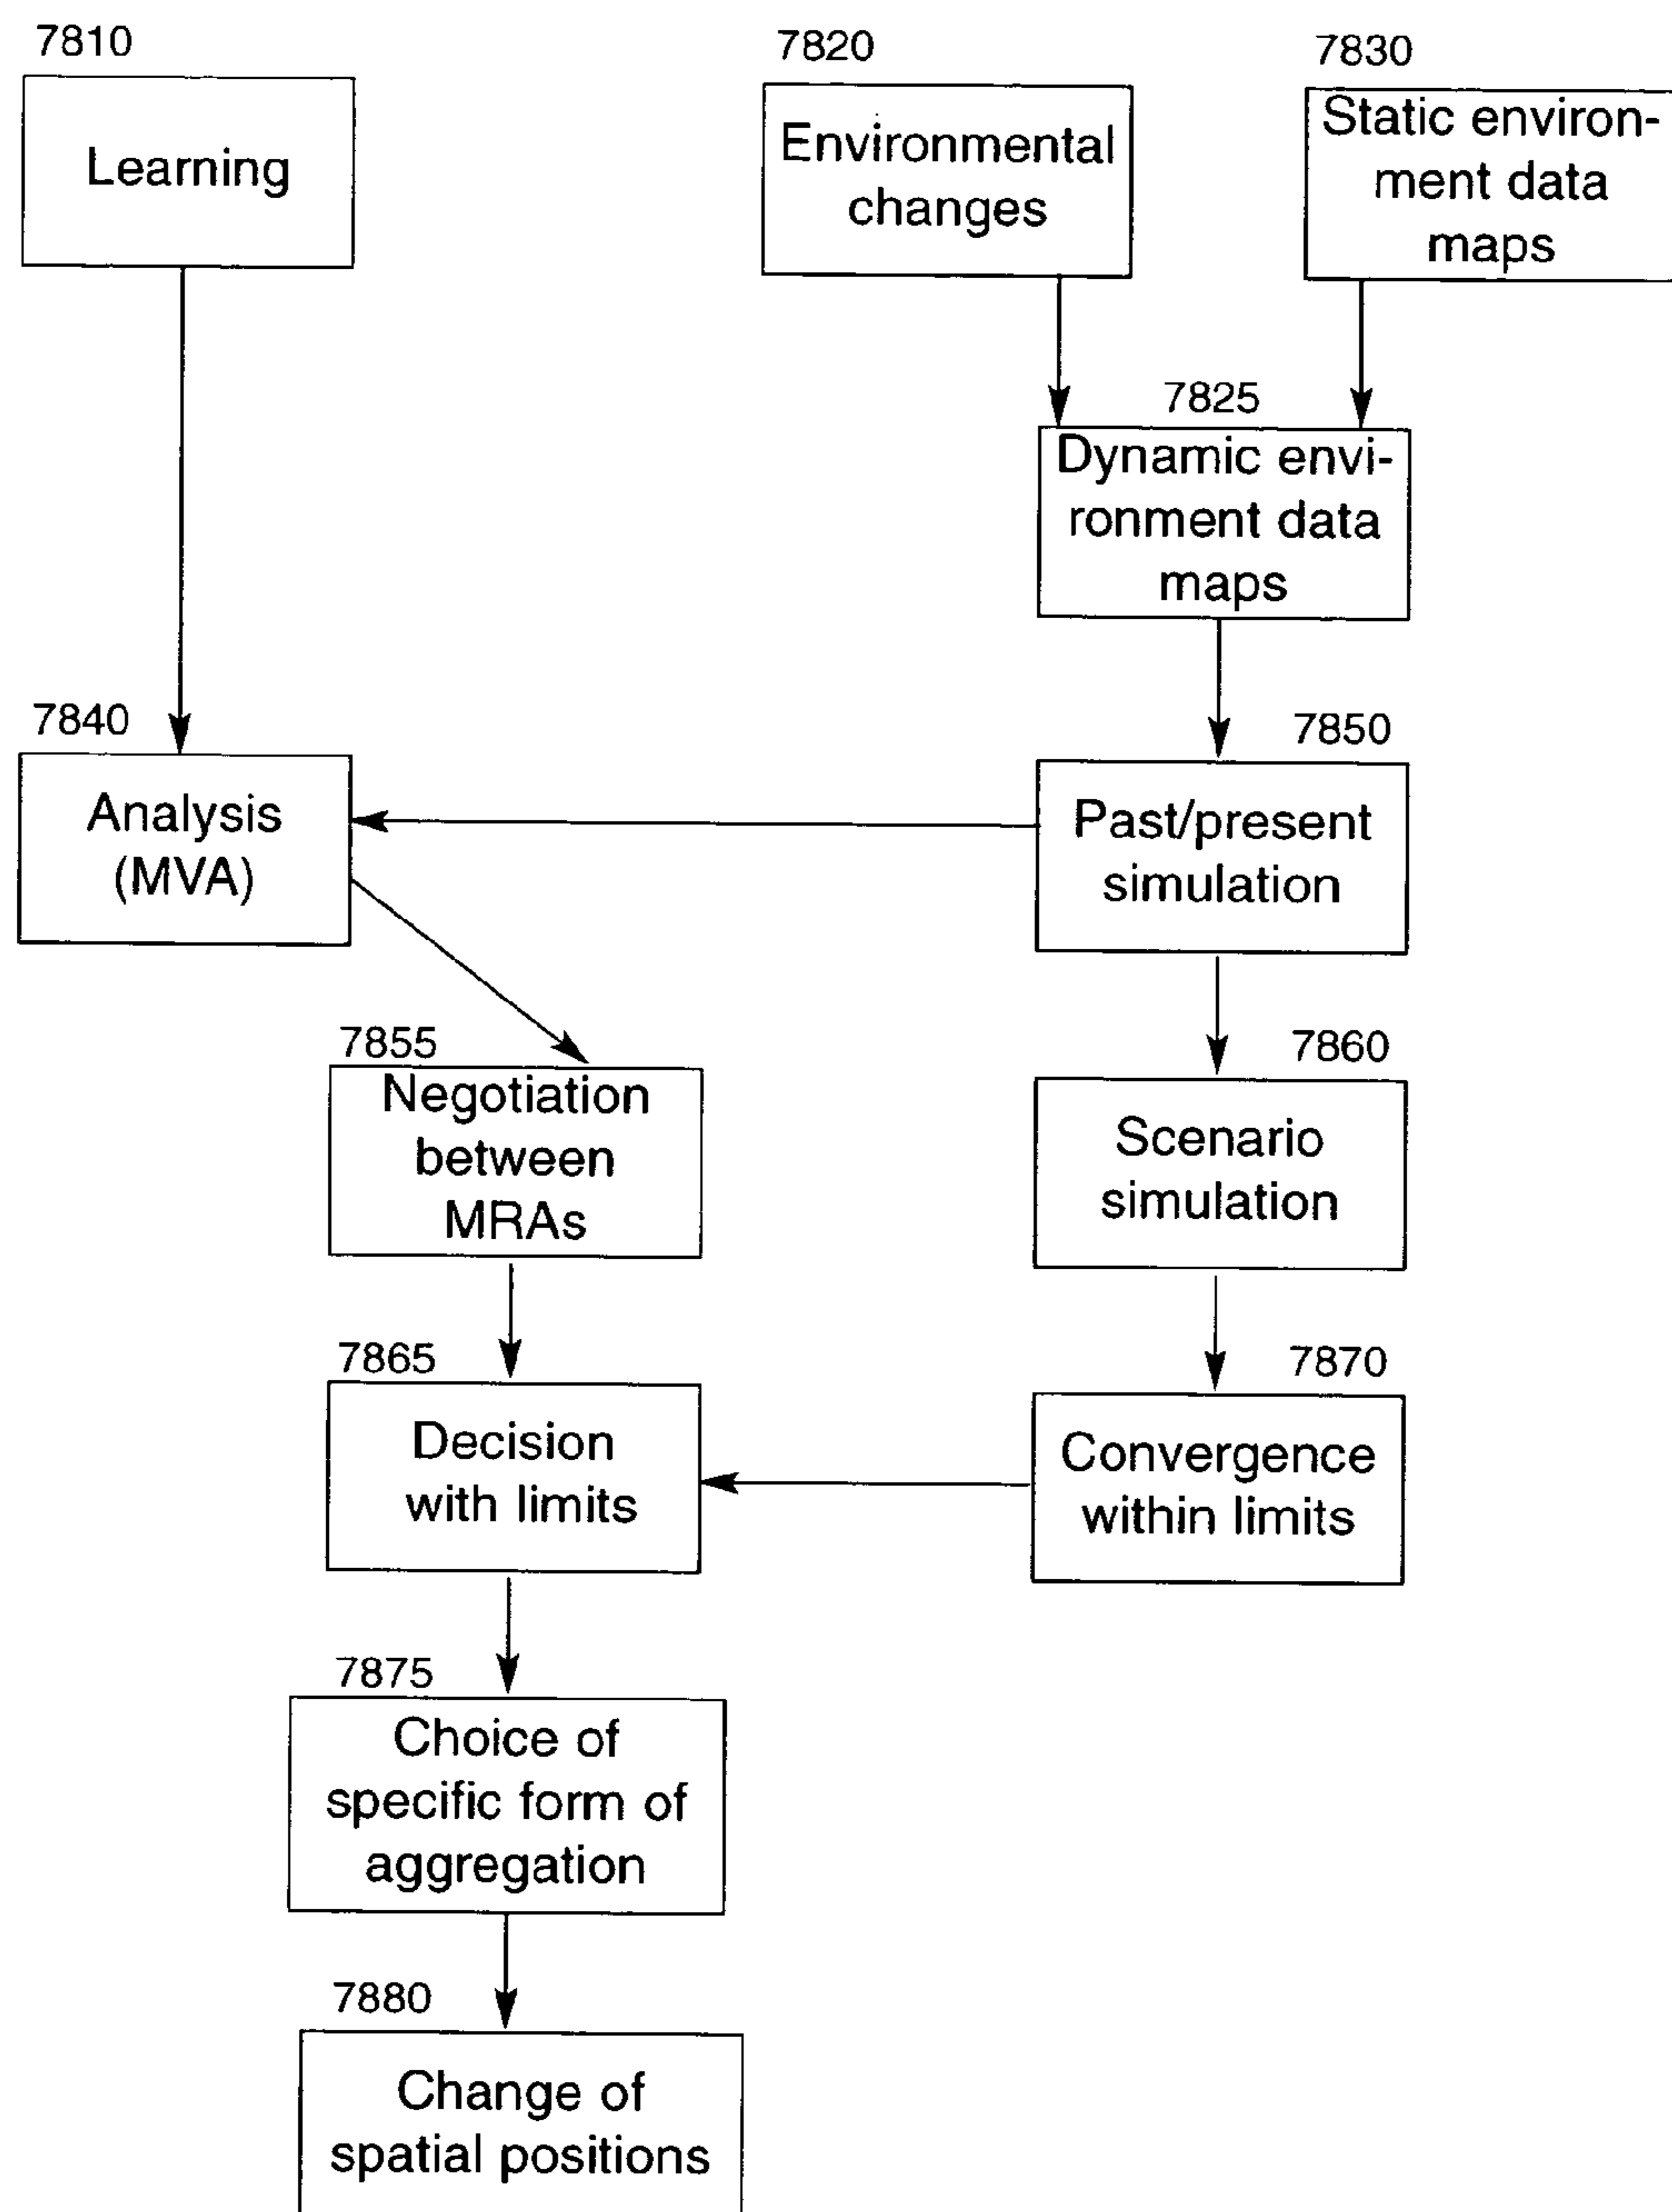 7810
Learning
7820
Environmental
changes
7830
Static environ-
ment data
maps
7825
Dynamic envi-
ronment data
maps
7840
Analysis
(MVA)
7850
Past/present
simulation
7855
Negotiation
between
MRAs
7860
Scenario
simulation
7865
Decision
with limits
7870
Convergence
within limits
7875
Choice of
specific form of
aggregation
7880
Change of
spatial positions